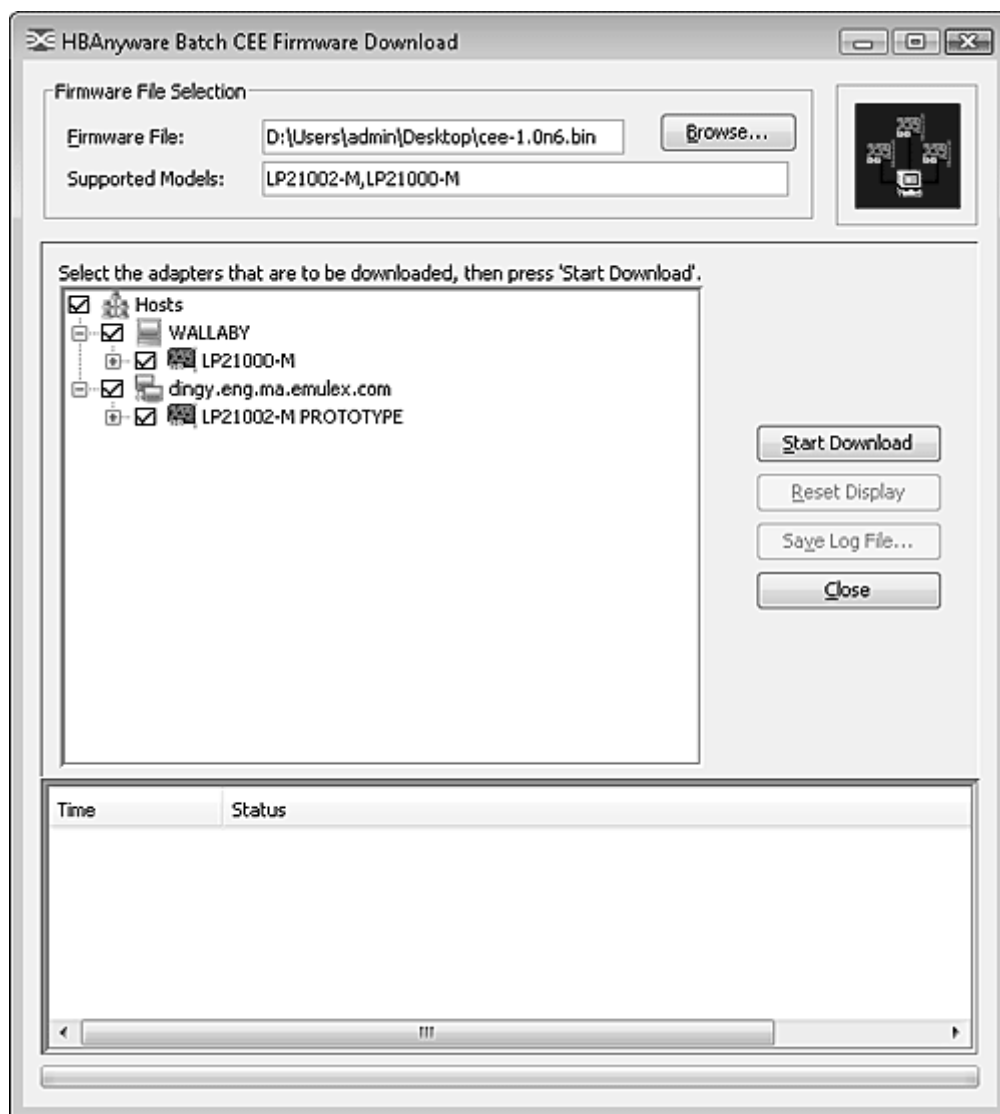 HBAnyware Batch CEE Firmware Download
Firmware File Selection
Firmware File: D:\Users\admin\Desktop\cee-1.0n6.bin Browse...
Supported Models: LP21002-M,LP21000-M
Select the adapters that are to be downloaded, then press 'Start Download'.
Hosts
WALLABY
LP21000-M
dingy.eng.ma.emulex.com
LP21002-M PROTOTYPE
Start Download
Reset Display
Save Log File...
Close
Time Status